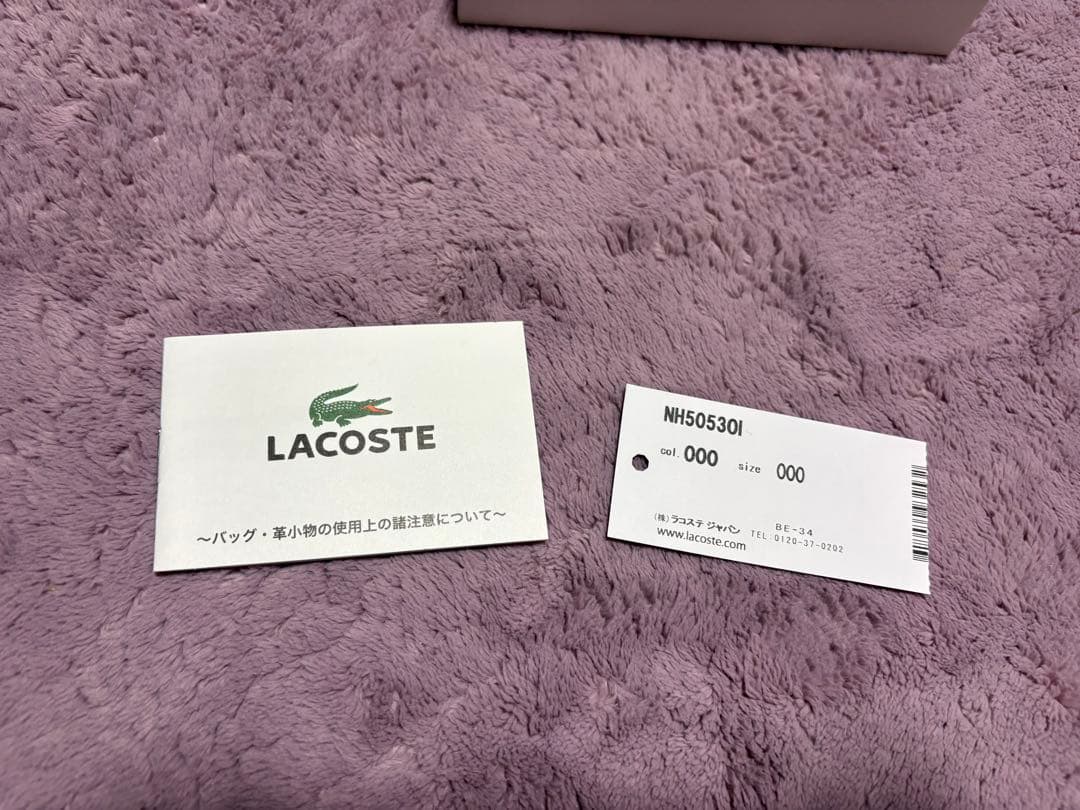 LACOSTE
～バッグ・革小物の使用上の諸注意について～
NH5053OI
col. 000 size 000
(株)ラコステ ジャパン BE-34
www.lacoste.com TEL:0120-37-0202